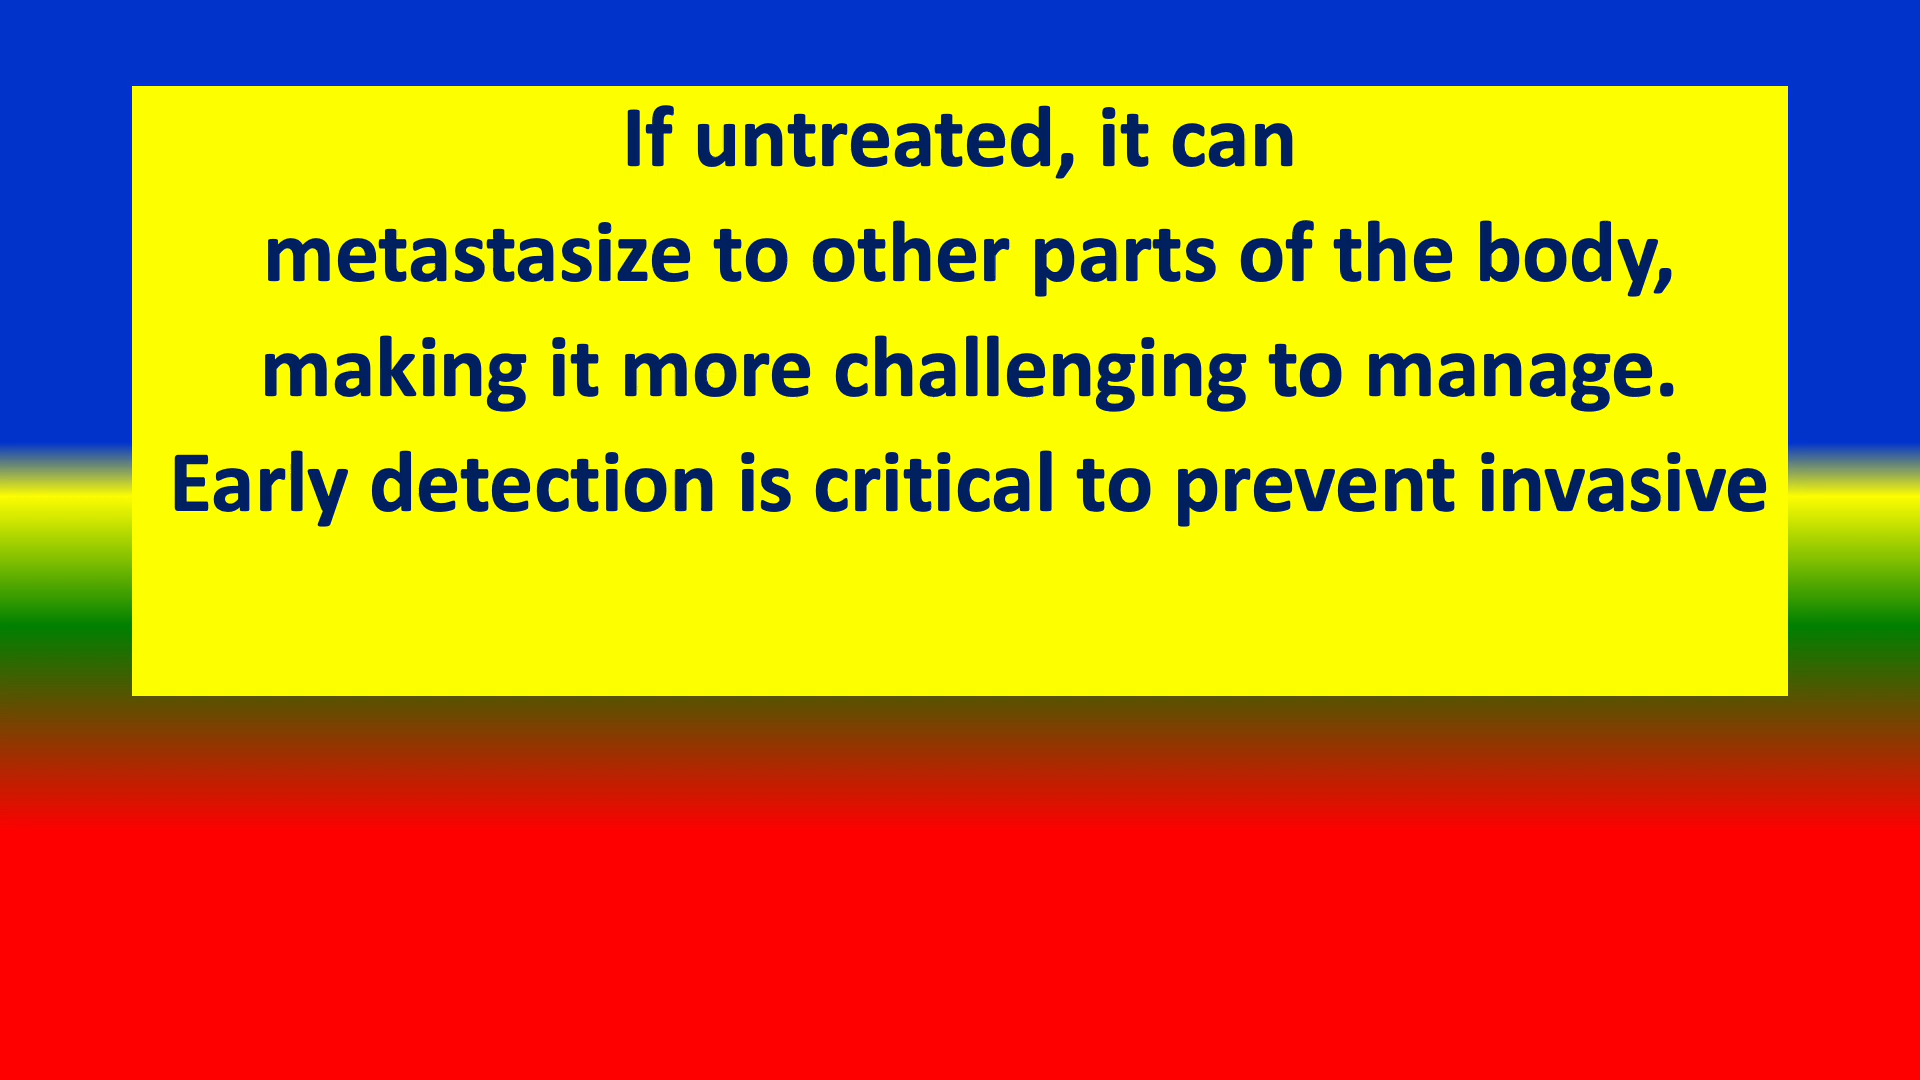 If untreated, it can
metastasize to other parts of the body,
making it more challenging to manage.
Early detection is critical to prevent invasive